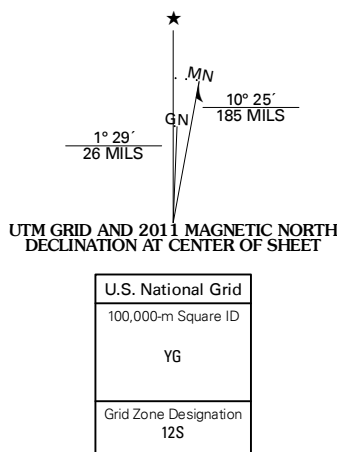 ★
MN
GN
10° 25´
185 MILS
1° 29´
26 MILS
UTM GRID AND 2011 MAGNETIC NORTH
DECLINATION AT CENTER OF SHEET
U.S. National Grid
100,000-m Square ID
YG
Grid Zone Designation
12S